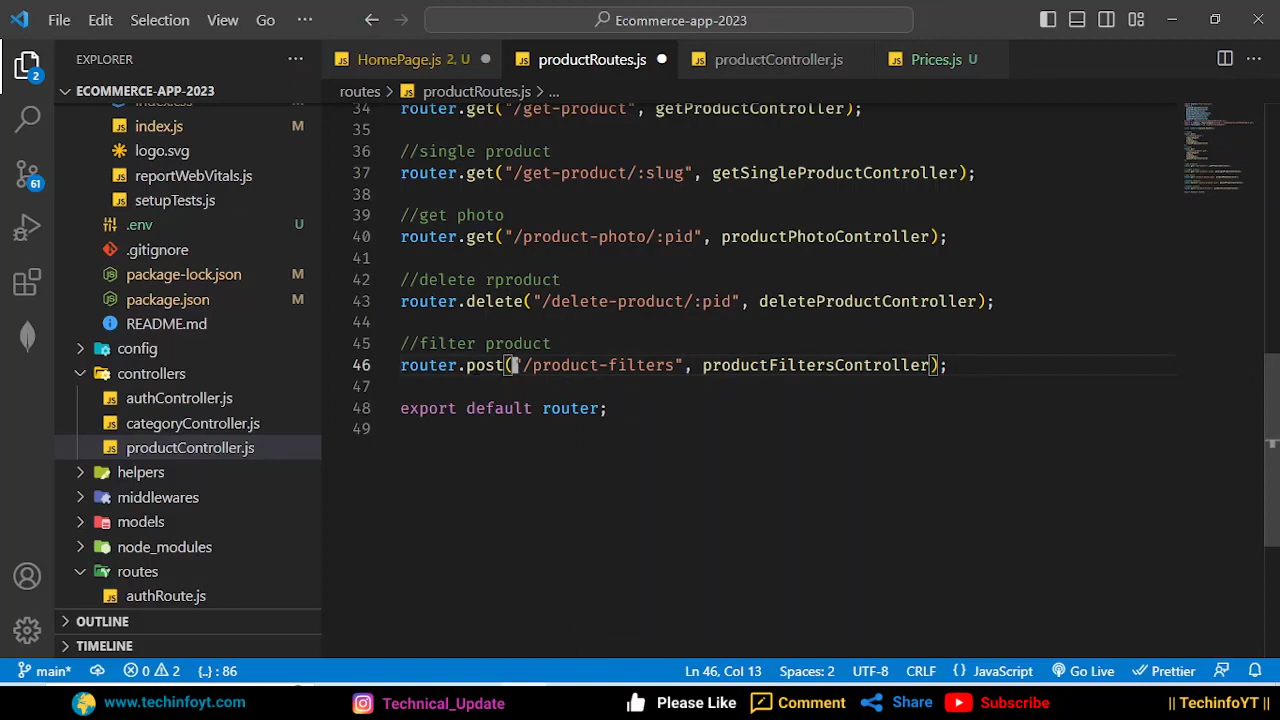 File Edit Selection View Go ··· Ecommerce-app-2023
EXPLORER ···
HomePage.js 2, U productRoutes.js productController.js Prices.js U
ECOMMERCE-APP-2023
routes > productRoutes.js > ...
index.js M
logo.svg
reportWebVitals.js
setupTests.js
.env U
.gitignore
package-lock.json M
package.json M
README.md
config
controllers
authController.js
categoryController.js
productController.js
helpers
middlewares
models
node_modules
routes
authRoute.js
OUTLINE
TIMELINE
2
61
34 router.get("/get-product", getProductController);
35
36 //single product
37 router.get("/get-product/:slug", getSingleProductController);
38
39 //get photo
40 router.get("/product-photo/:pid", productPhotoController);
41
42 //delete rproduct
43 router.delete("/delete-product/:pid", deleteProductController);
44
45 //filter product
46 router.post("/product-filters", productFiltersController);
47
48 export default router;
49
main* 0 2 {..} : 86 Ln 46, Col 13 Spaces: 2 UTF-8 CRLF {} JavaScript Go Live Prettier
www.techinfoyt.com Technical_Update Please Like Comment Share Subscribe || TechinfoYT ||